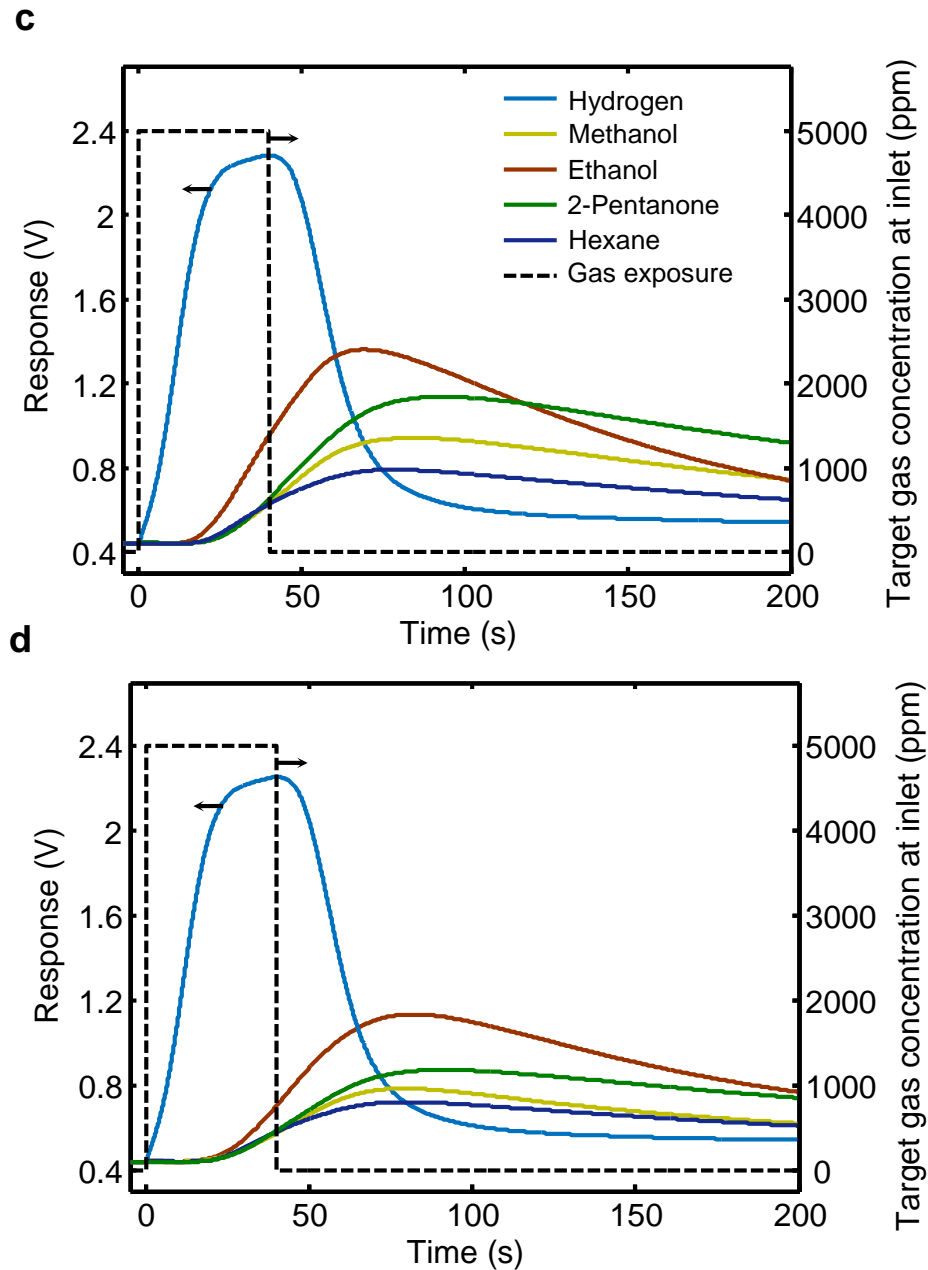 c
Response (V)
2.4
2
1.6
1.2
0.8
0.4
Hydrogen
Methanol
Ethanol
2-Pentanone
Hexane
Gas exposure
5000
4000
3000
2000
1000
0
Target gas concentration at inlet (ppm)
0 50 100 150 200
Time (s)
d
Response (V)
2.4
2
1.6
1.2
0.8
0.4
5000
4000
3000
2000
1000
0
Target gas concentration at inlet (ppm)
0 50 100 150 200
Time (s)